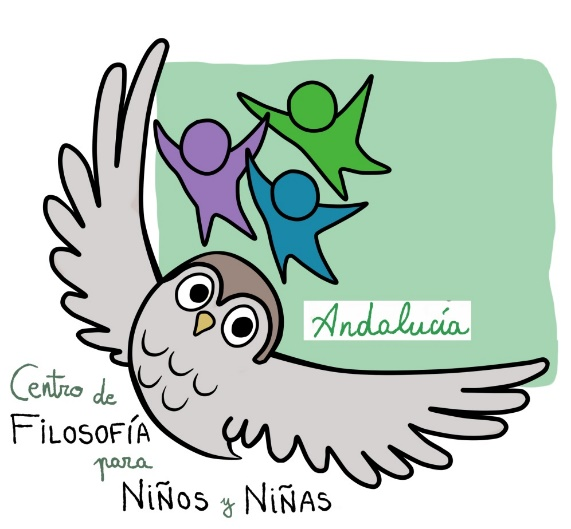 Andalucía
Centro de
FILOSOFÍA
para
NIÑOS y NIÑAS